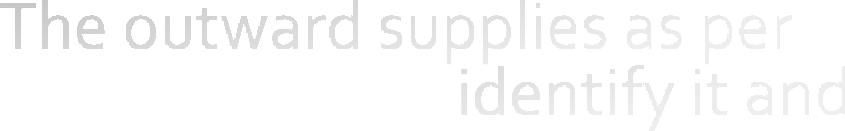 The outward supplies as per
identify it and